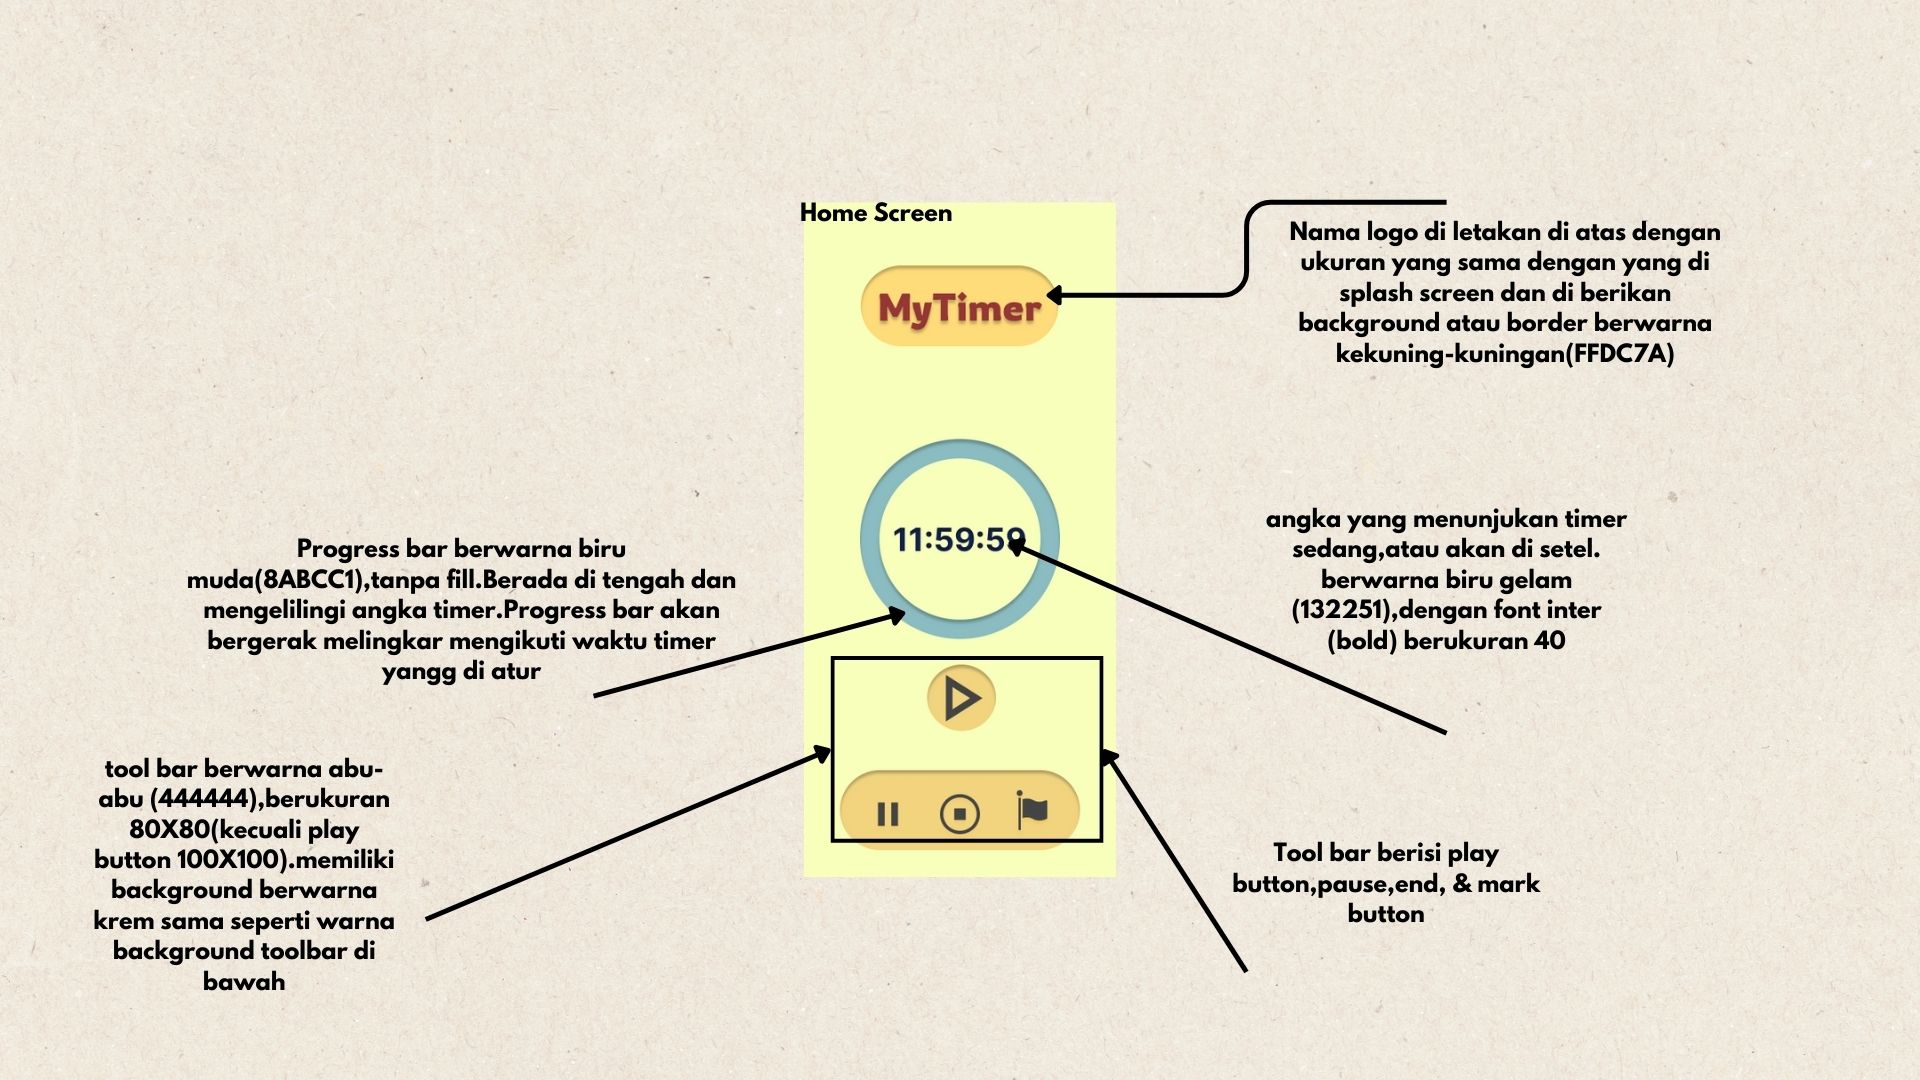 Home Screen
MyTimer
Nama logo di letakan di atas dengan
ukuran yang sama dengan yang di
splash screen dan di berikan
background atau border berwarna
kekuning-kuningan(FFDC7A)
11:59:59
angka yang menunjukan timer
sedang,atau akan di setel.
berwarna biru gelam
(132251),dengan font inter
(bold) berukuran 40
Progress bar berwarna biru
muda(8ABCC1),tanpa fill.Berada di tengah dan
mengelilingi angka timer.Progress bar akan
bergerak melingkar mengikuti waktu timer
yangg di atur
tool bar berwarna abu-
abu (444444),berukuran
80X80(kecuali play
button 100X100).memiliki
background berwarna
krem sama seperti warna
background toolbar di
bawah
Tool bar berisi play
button,pause,end, & mark
button